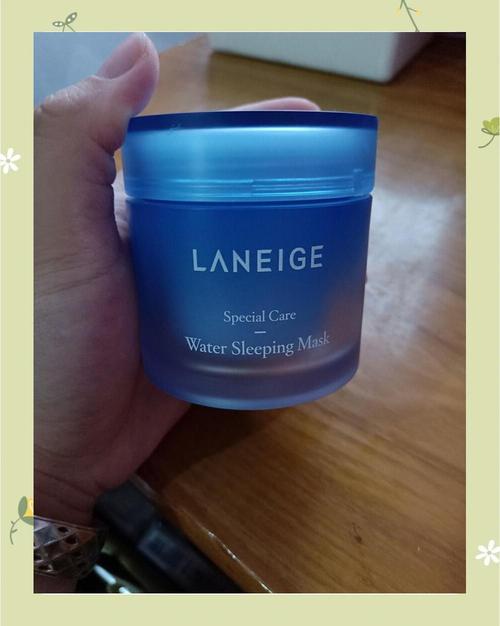 LANEIGE
Special Care
Water Sleeping Mask